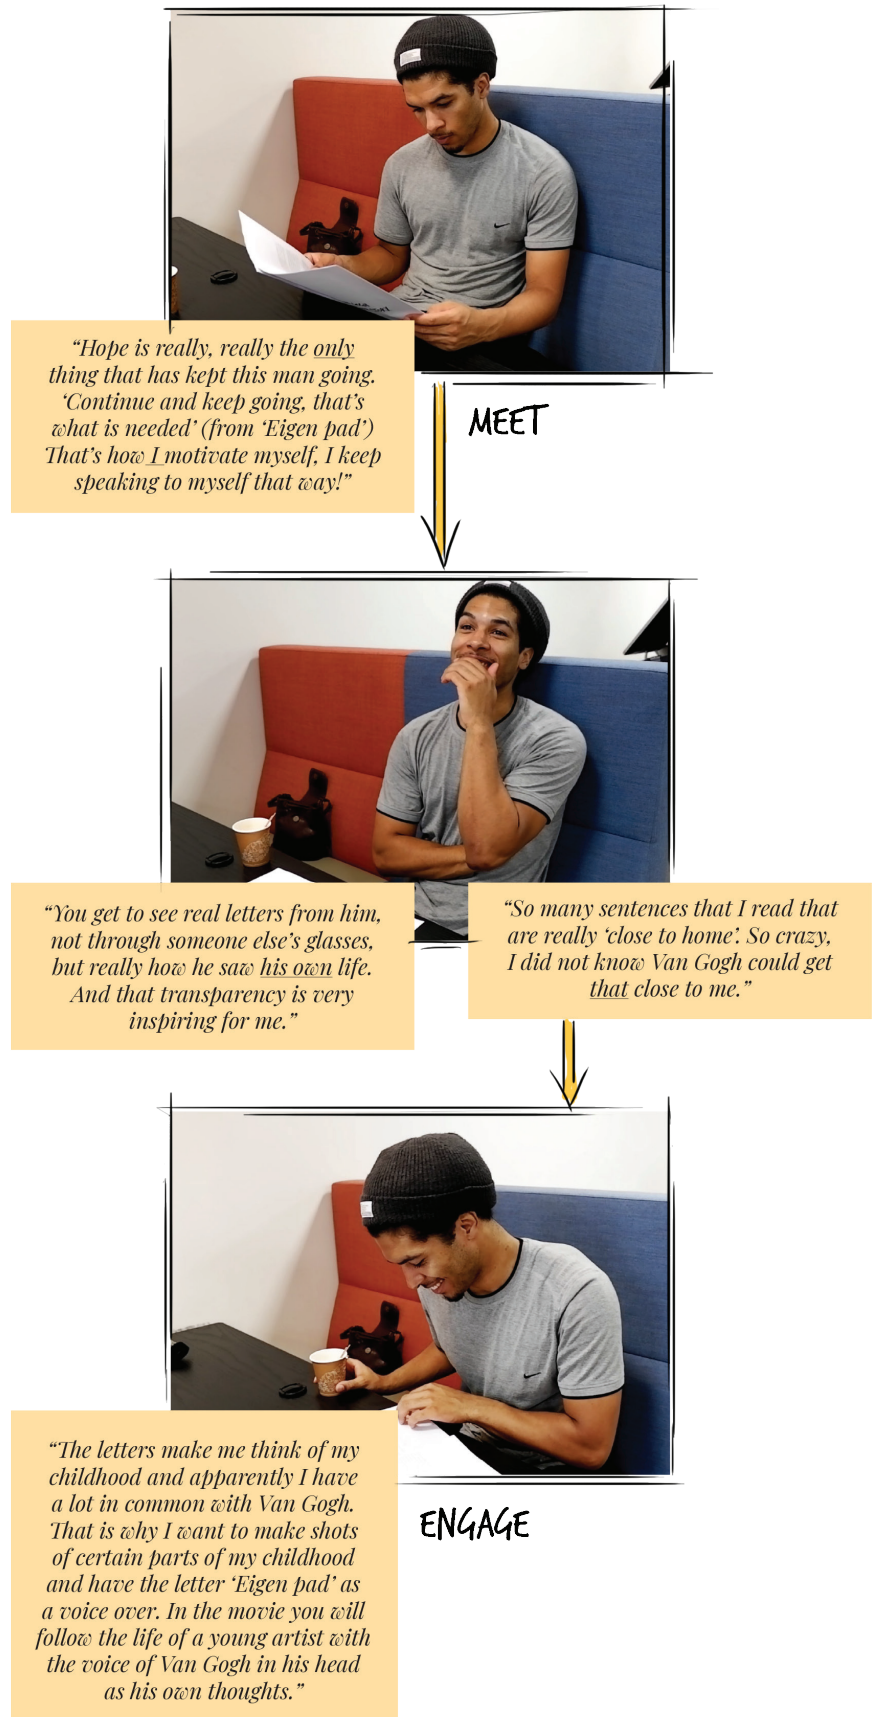 “Hope is really, really the only
thing that has kept this man going.
‘Continue and keep going, that’s
what is needed’ (from ‘Eigen pad’)
That’s how I motivate myself, I keep
speaking to myself that way!”
MEET
“You get to see real letters from him,
not through someone else’s glasses,
but really how he saw his own life.
And that transparency is very
inspiring for me.”
“So many sentences that I read that
are really ‘close to home’. So crazy,
I did not know Van Gogh could get
that close to me.”
“The letters make me think of my
childhood and apparently I have
a lot in common with Van Gogh.
That is why I want to make shots
of certain parts of my childhood
and have the letter ‘Eigen pad’ as
a voice over. In the movie you will
follow the life of a young artist with
the voice of Van Gogh in his head
as his own thoughts.”
ENGAGE